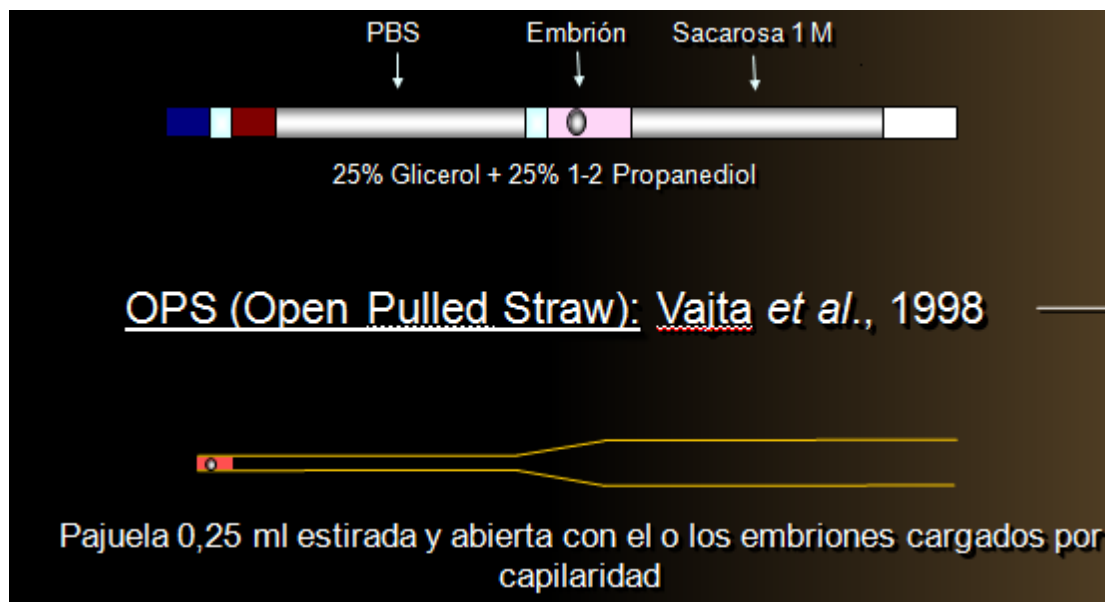 PBS Embrión Sacarosa 1 M
25% Glicerol + 25% 1-2 Propanediol
OPS (Open Pulled Straw): Vajta et al., 1998
Pajuela 0,25 ml estirada y abierta con el o los embriones cargados por
capilaridad